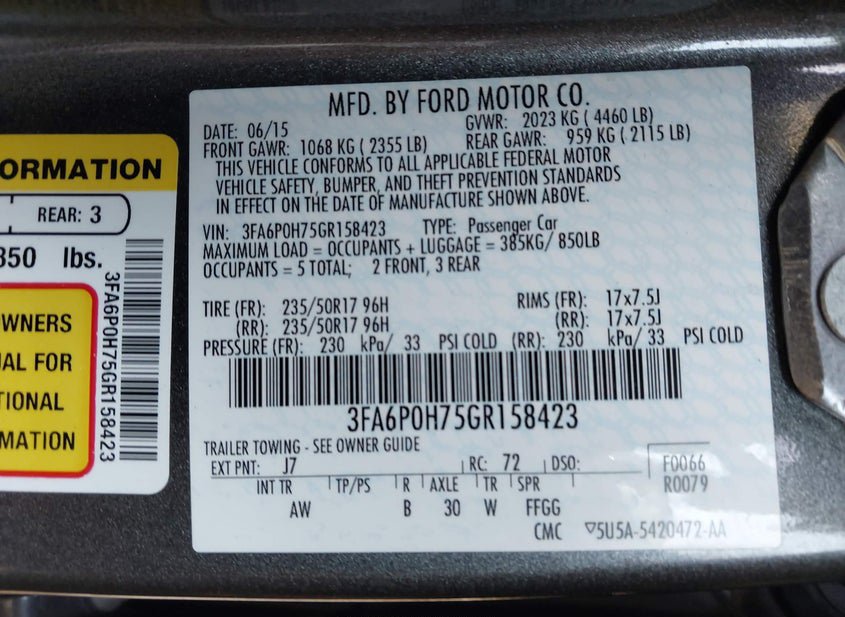 ORMATION
REAR: 3
850 lbs.
3FA6P0H75GR158423
WNERS
UAL FOR
TIONAL
MATION
MFD. BY FORD MOTOR CO.
DATE: 06/15 GVWR: 2023 KG (4460 LB)
FRONT GAWR: 1068 KG (2355 LB) REAR GAWR: 959 KG (2115 LB)
THIS VEHICLE CONFORMS TO ALL APPLICABLE FEDERAL MOTOR
VEHICLE SAFETY, BUMPER, AND THEFT PREVENTION STANDARDS
IN EFFECT ON THE DATE OF MANUFACTURE SHOWN ABOVE.
VIN: 3FA6P0H75GR158423 TYPE: Passenger Car
MAXIMUM LOAD = OCCUPANTS + LUGGAGE = 385KG/ 850LB
OCCUPANTS = 5 TOTAL; 2 FRONT, 3 REAR
TIRE (FR): 235/50R17 96H RIMS (FR): 17x7.5J
(RR): 235/50R17 96H (RR): 17x7.5J
PRESSURE (FR): 230 kPa/ 33 PSI COLD (RR): 230 kPa/ 33 PSI COLD
3FA6P0H75GR158423
TRAILER TOWING - SEE OWNER GUIDE
EXT PNT: J7 RC: 72 DSO: F0066
INT TR TP/PS R AXLE TR SPR R0079
AW B 30 W FFGG
CMC ▽5U5A-5420472-AA